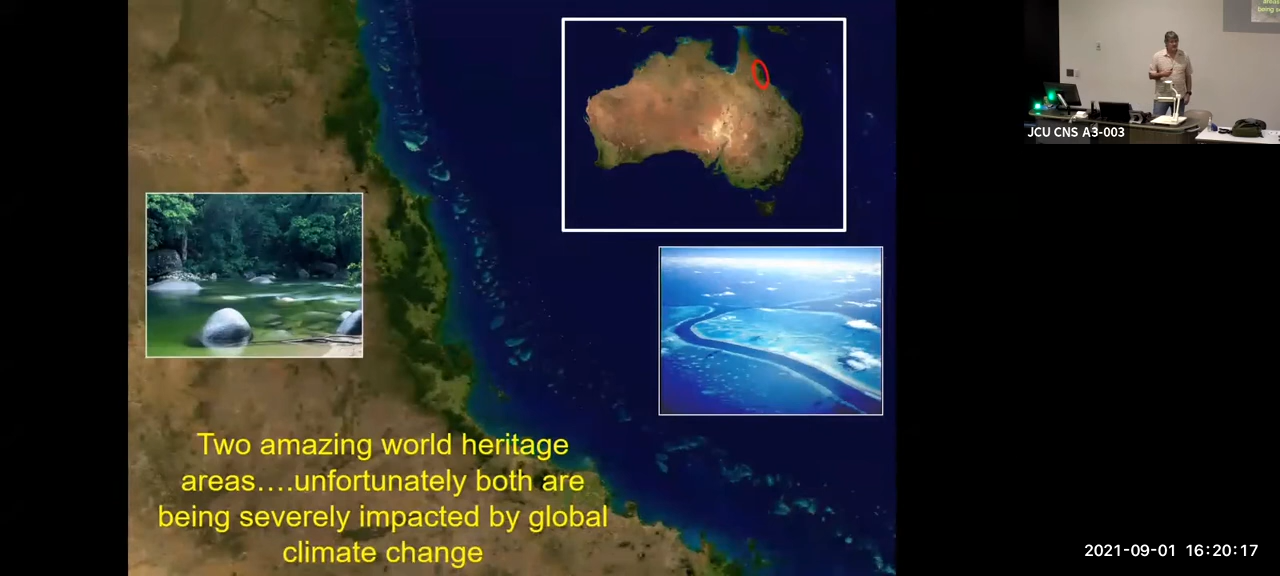 Two amazing world heritage
areas....unfortunately both are
being severely impacted by global
climate change
JCU CNS A3-003
2021-09-01 16:20:17